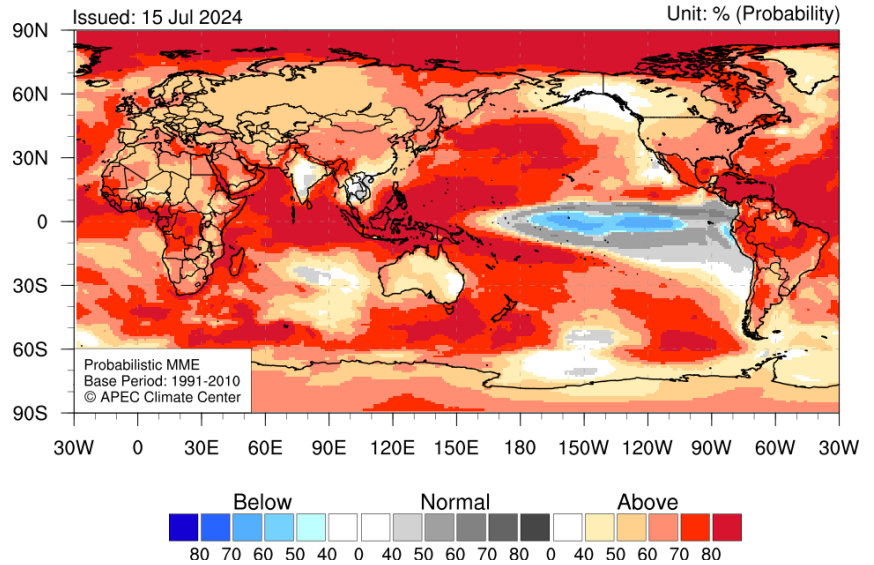 Issued: 15 Jul 2024
Unit: % (Probability)
90N
60N
30N
0
30S
60S
90S
Probabilistic MME
Base Period: 1991-2010
© APEC Climate Center
30W 0 30E 60E 90E 120E 150E 180 150W 120W 90W 60W 30W
Below Normal Above
80 70 60 50 40 0 40 50 60 70 80 0 40 50 60 70 80